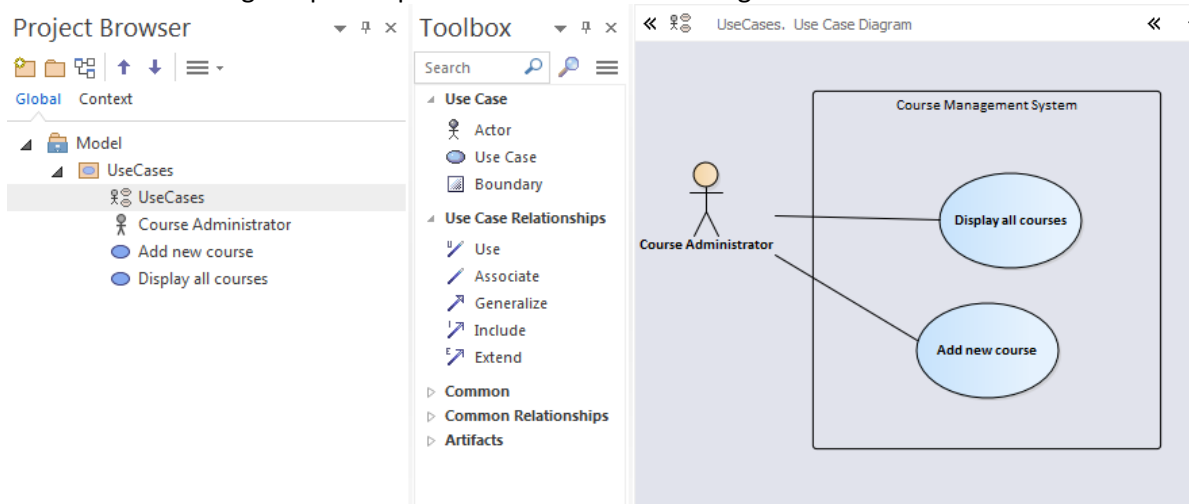 Project Browser
Global Context
Model
UseCases
UseCases
Course Administrator
Add new course
Display all courses
Toolbox
Search
Use Case
Actor
Use Case
Boundary
Use Case Relationships
Use
Associate
Generalize
Include
Extend
Common
Common Relationships
Artifacts
UseCases. Use Case Diagram
Course Management System
Display all courses
Course Administrator
Add new course